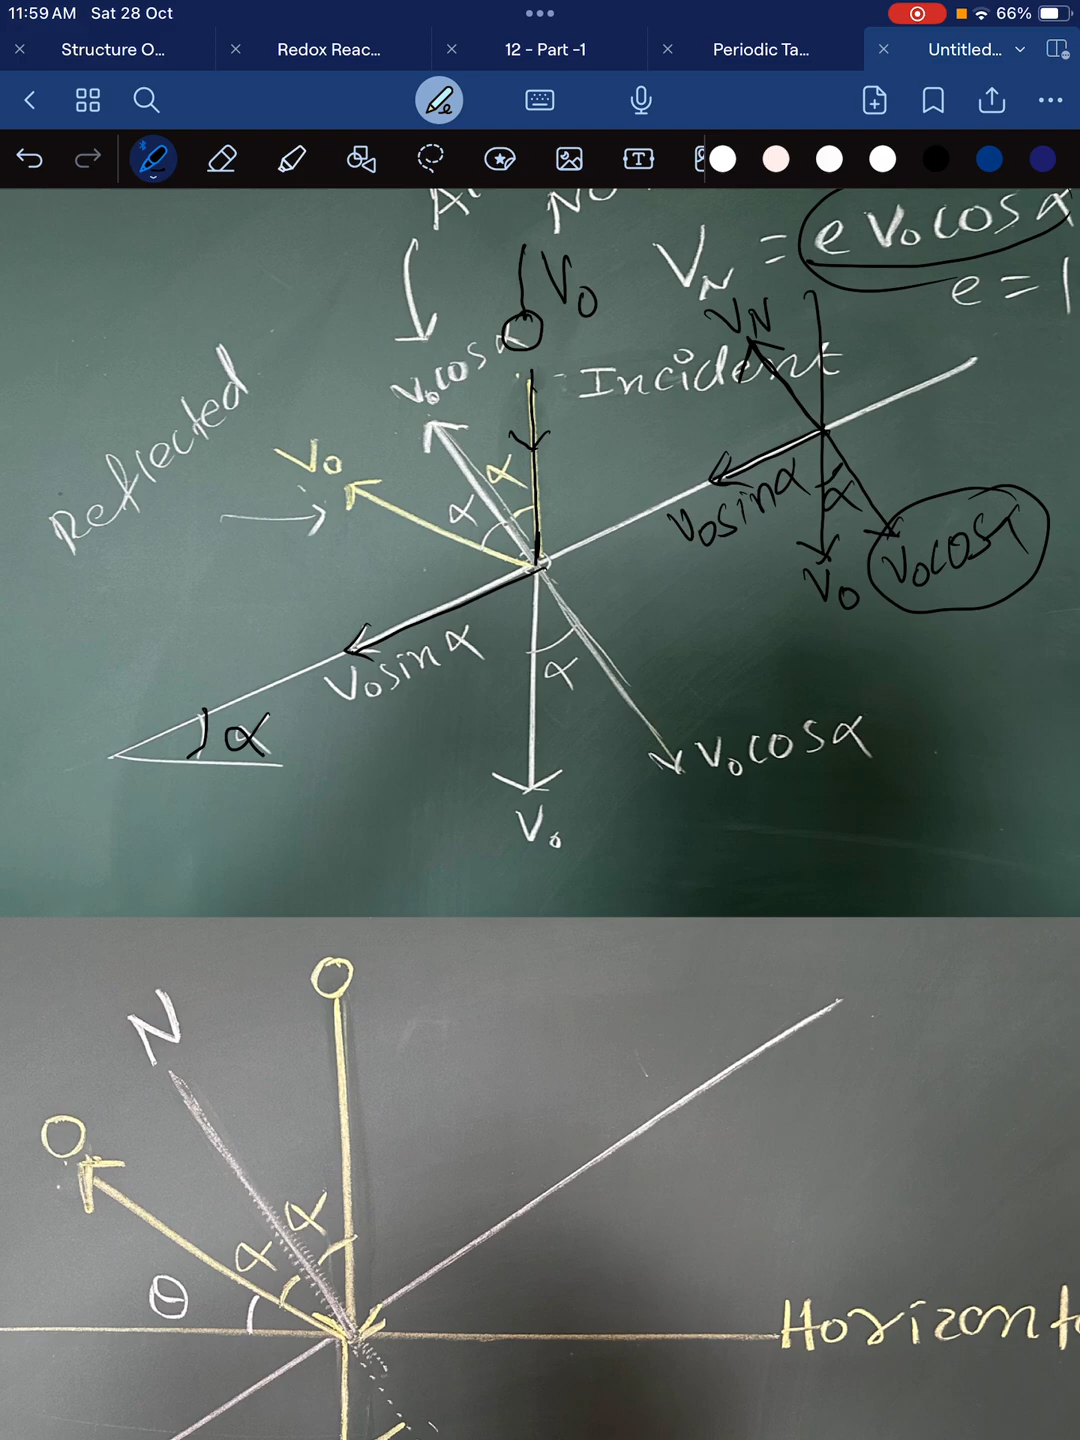 11:59 AM Sat 28 Oct
66%
Structure O...
Redox Reac...
12 - Part -1
Periodic Ta...
Untitled...
V_N = e V₀ cos α
e = 1
V₀
V_N
V₀ cos α
Incident
Reflected
V₀
α
α
V₀ sin α
α
V₀
V₀ cos α
V₀ sin α
α
α
V₀ cos α
V₀
N
α
α
θ